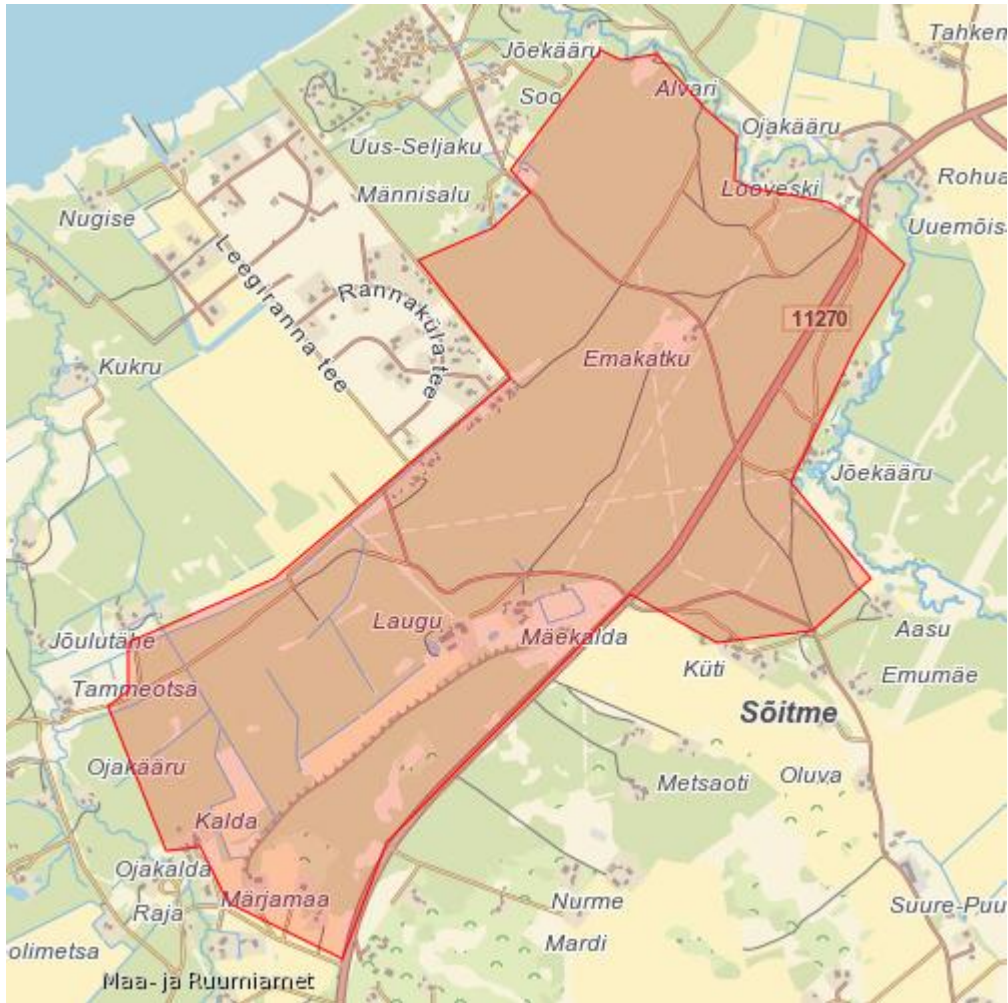 Tahkem
Jõekääru
Soo
Alvari
Ojakääru
Uus-Seljaku
Looveski
Rohua
Männisalu
Nugise
Uuemõisa
Leegiranna tee
Rannaküla tee
11270
Emakatku
Kukru
Jõekääru
Laugu
Mäekalda
Jõulutähe
Aasu
Küti
Emumäe
Tammeotsa
Sõitme
Ojakääru
Metsaoti
Oluva
Kalda
Ojakalda
Märjamaa
Nurme
Raja
Suure-Puu
Mardi
olimetsa
Maa- ja Ruumiamet